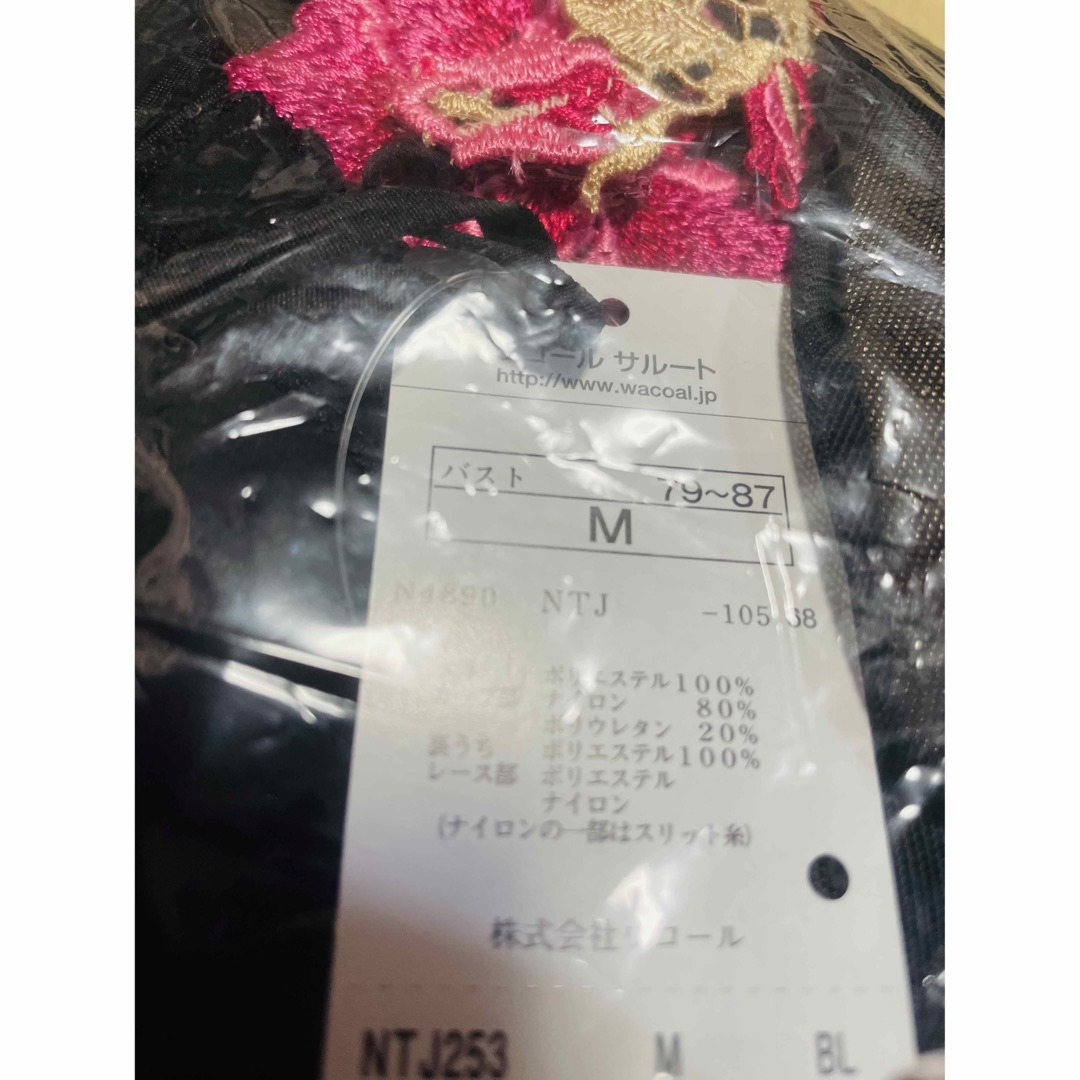 コール サルート
http://www.wacoal.jp
バスト 79~87
M
N4890 NTJ -105 68
ポリエステル100%
ナイロン 80%
ポリウレタン 20%
裏うち ポリエステル100%
レース部 ポリエステル
ナイロン
(ナイロンの一部はスリット糸)
株式会社ワコール
NTJ253 M BL